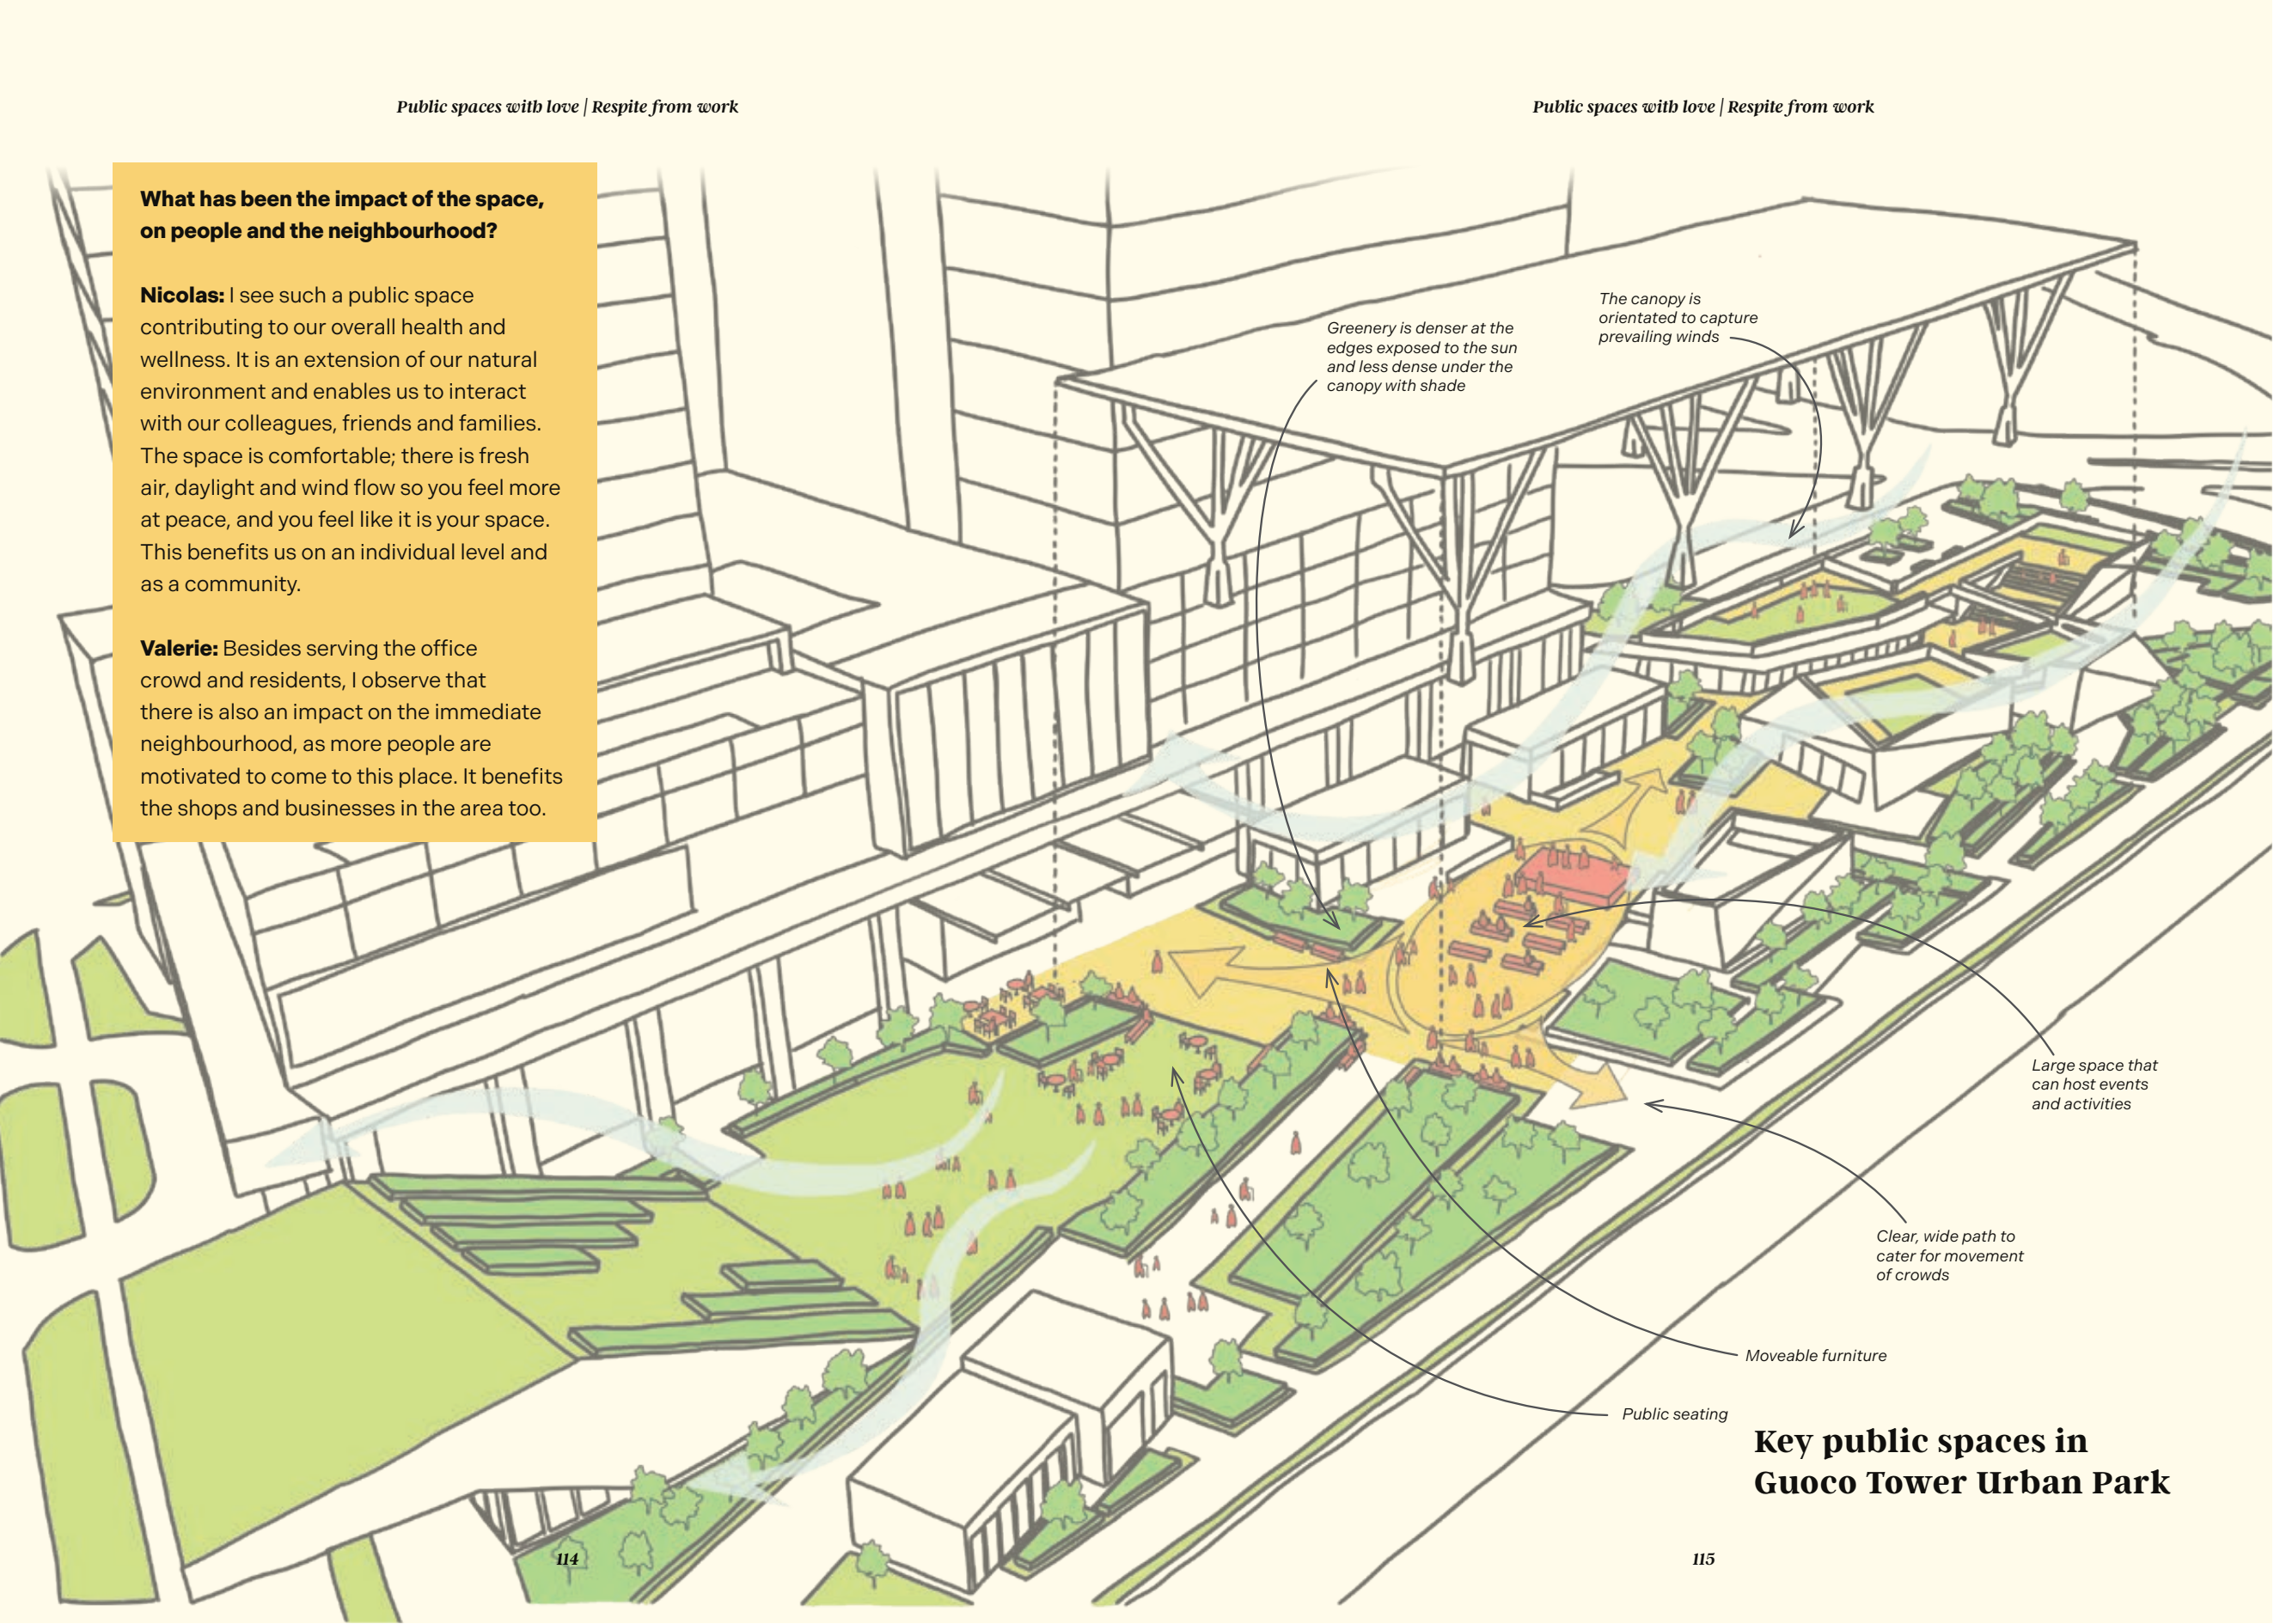 Public spaces with love | Respite from work
Public spaces with love | Respite from work
What has been the impact of the space,
on people and the neighbourhood?
Nicolas: I see such a public space
contributing to our overall health and
wellness. It is an extension of our natural
environment and enables us to interact
with our colleagues, friends and families.
The space is comfortable; there is fresh
air, daylight and wind flow so you feel more
at peace, and you feel like it is your space.
This benefits us on an individual level and
as a community.
Valerie: Besides serving the office
crowd and residents, I observe that
there is also an impact on the immediate
neighbourhood, as more people are
motivated to come to this place. It benefits
the shops and businesses in the area too.
Greenery is denser at the
edges exposed to the sun
and less dense under the
canopy with shade
The canopy is
orientated to capture
prevailing winds
Large space that
can host events
and activities
Clear, wide path to
cater for movement
of crowds
Moveable furniture
Public seating
Key public spaces in
Guoco Tower Urban Park
114
115